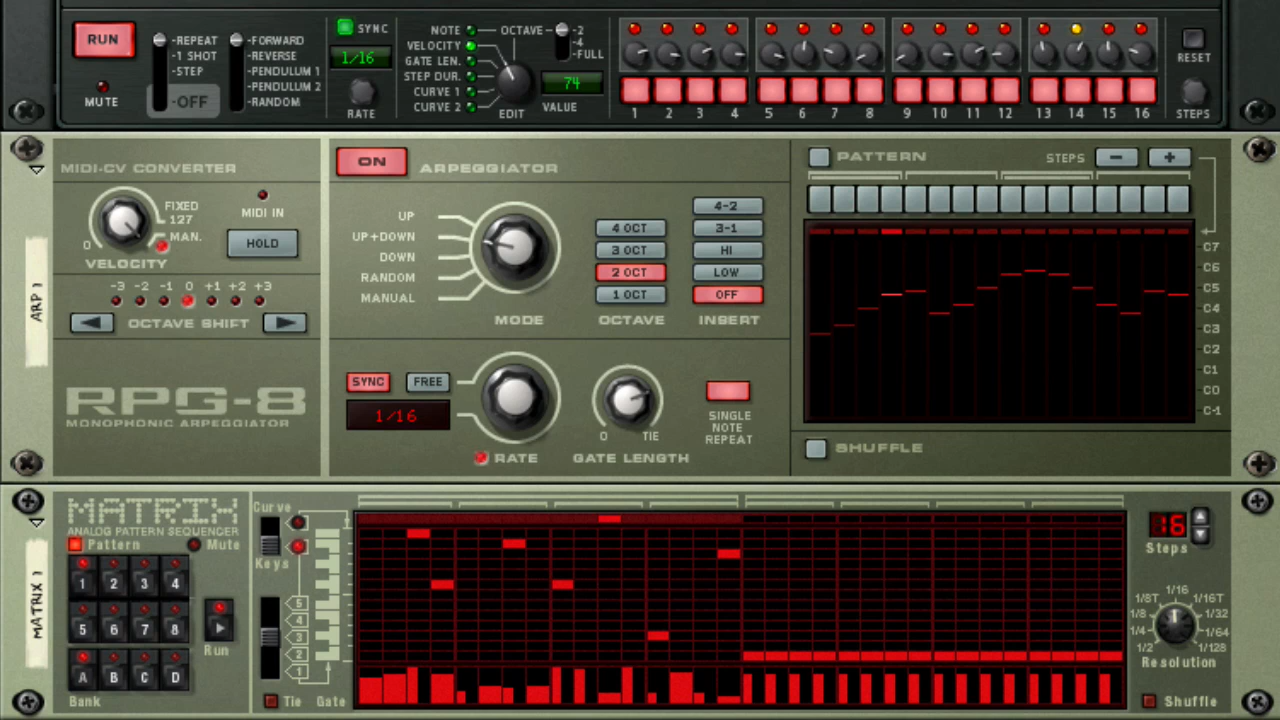 RUN
MUTE
-REPEAT
-1 SHOT
-STEP
-OFF
-FORWARD
-REVERSE
-PENDULUM 1
-PENDULUM 2
-RANDOM
SYNC
1/16
RATE
NOTE
VELOCITY
GATE LEN.
STEP DUR.
CURVE 1
CURVE 2
OCTAVE
-2
-4
-FULL
74
EDIT
VALUE
1 2 3 4 5 6 7 8 9 10 11 12 13 14 15 16
RESET
STEPS
MIDI-CV CONVERTER
FIXED
127
MAN.
0
VELOCITY
MIDI IN
HOLD
-3 -2 -1 0 +1 +2 +3
OCTAVE SHIFT
RPG-8
MONOPHONIC ARPEGGIATOR
ARP 1
ON
ARPEGGIATOR
UP
UP+DOWN
DOWN
RANDOM
MANUAL
MODE
4 OCT
3 OCT
2 OCT
1 OCT
OCTAVE
4-2
3-1
HI
LOW
OFF
INSERT
SYNC
FREE
1/16
RATE
0 TIE
GATE LENGTH
SINGLE
NOTE
REPEAT
PATTERN
STEPS
- +
C7
C6
C5
C4
C3
C2
C1
C0
C-1
SHUFFLE
MATRIX
ANALOG PATTERN SEQUENCER
Pattern
Mute
1 2 3 4
5 6 7 8
A B C D
Bank
Run
MATRIX 1
Curve
Keys
5
4
3
2
1
Tie Gate
16
Steps
1/16
1/8T 1/16T
1/8 1/32
1/4 1/64
1/2 1/128
Resolution
Shuffle